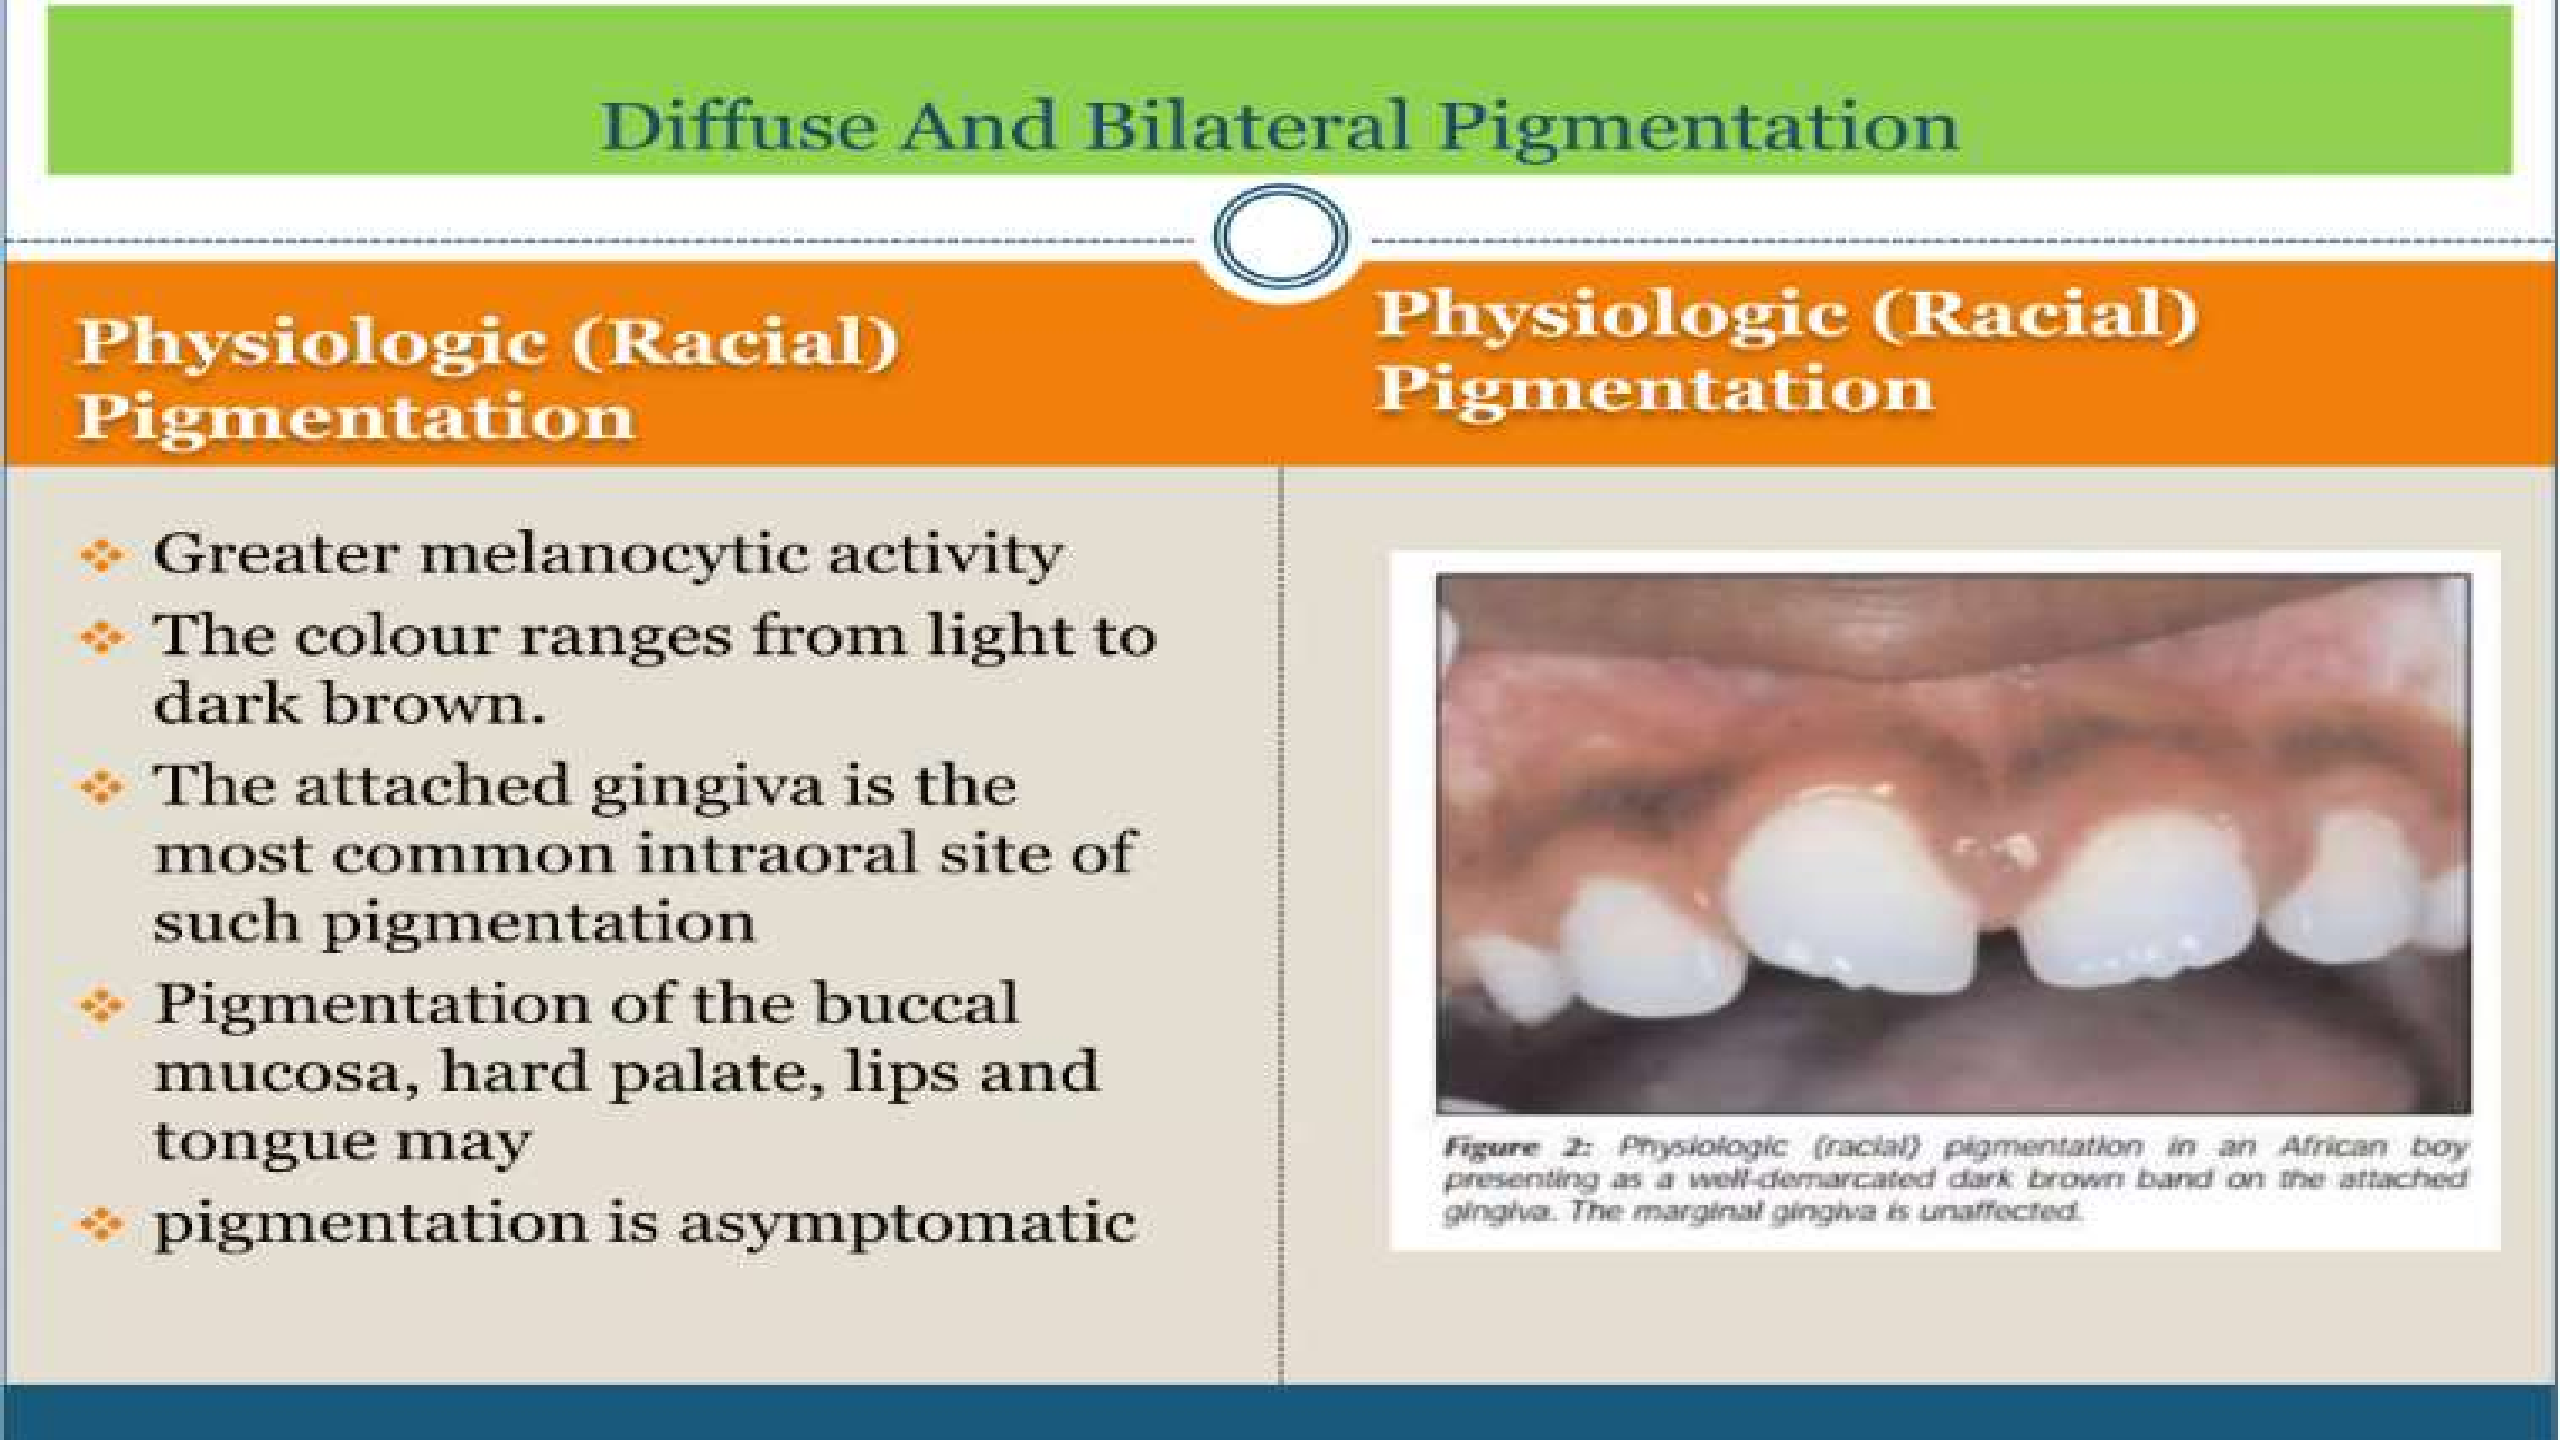 Diffuse And Bilateral Pigmentation
Physiologic (Racial)
Pigmentation
Greater melanocytic activity
The colour ranges from light to
dark brown.
The attached gingiva is the
most common intraoral site of
such pigmentation
Pigmentation of the buccal
mucosa, hard palate, lips and
tongue may
pigmentation is asymptomatic
Physiologic (Racial)
Pigmentation
Figure 2: Physiologic (racial) pigmentation in an African boy
presenting as a well-demarcated dark brown band on the attached
gingiva. The marginal gingiva is unaffected.